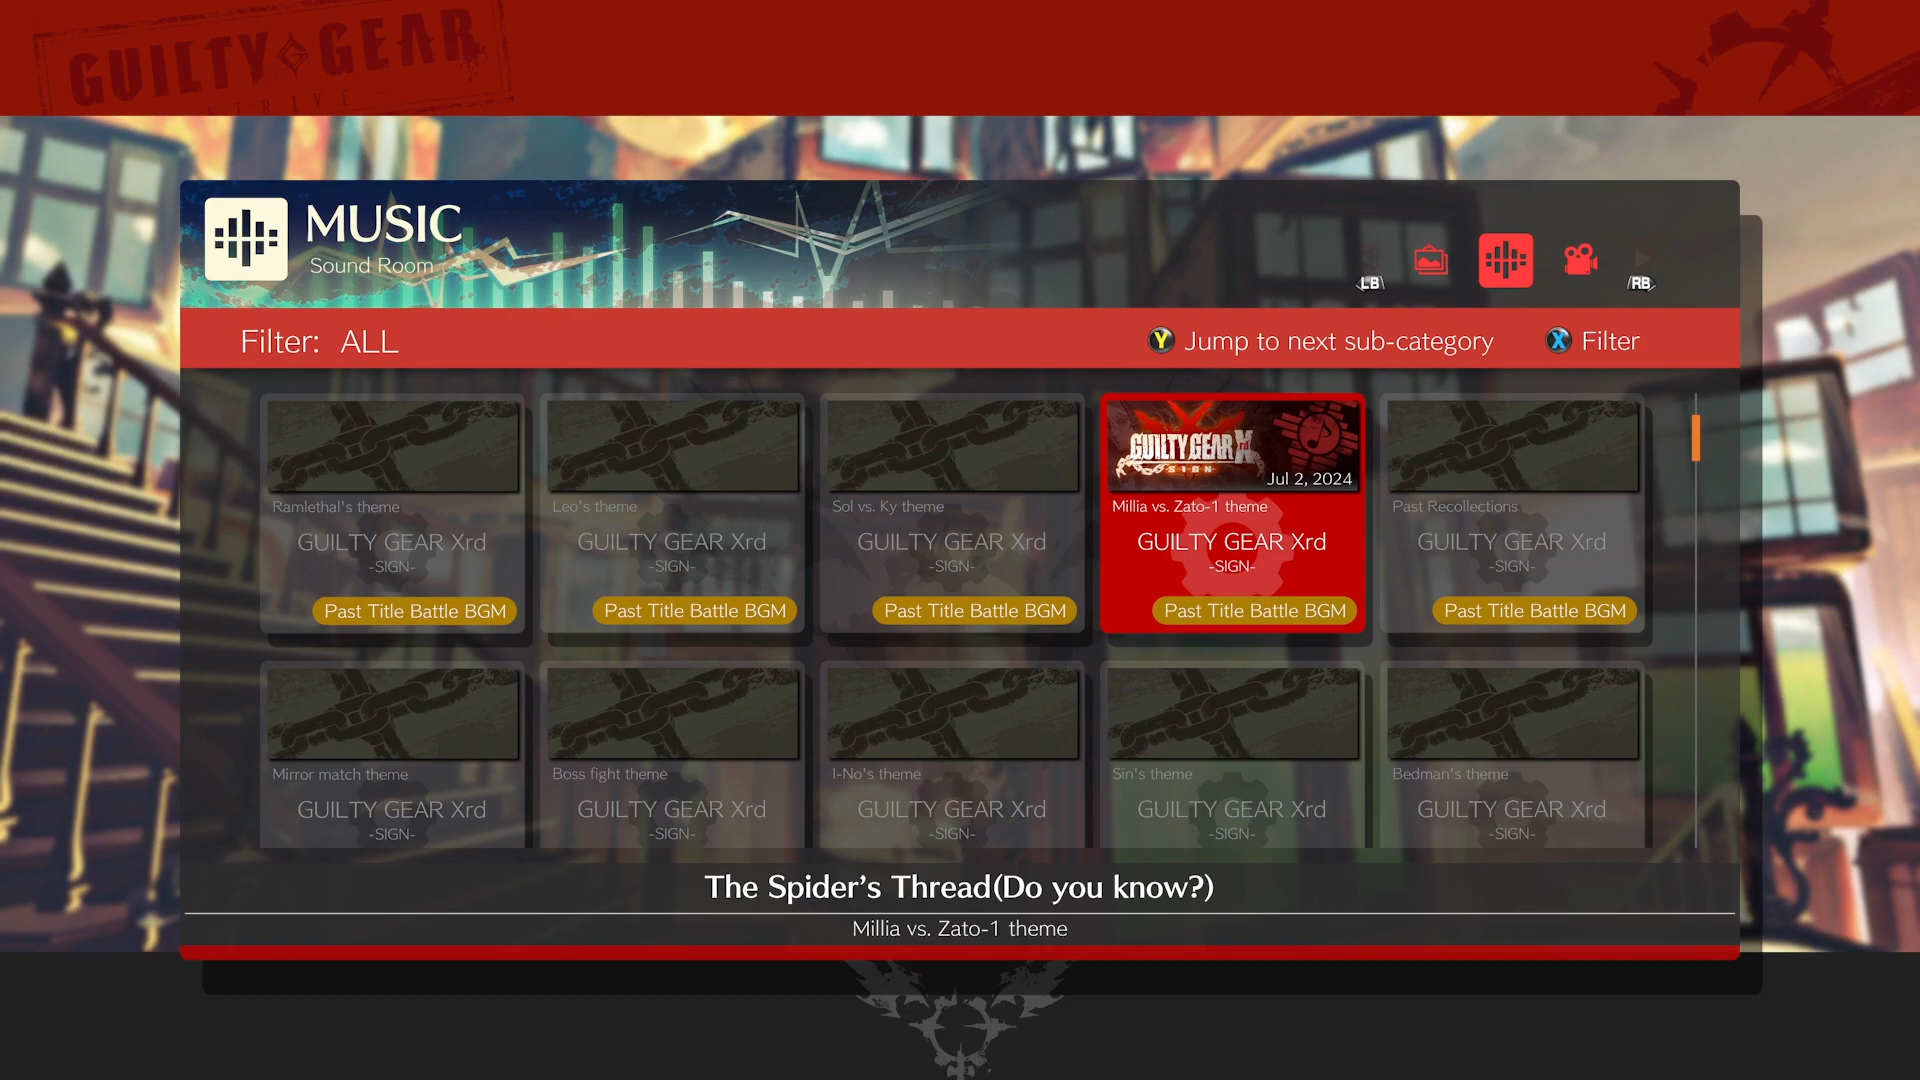 GUILTY GEAR
STRIVE
MUSIC
Sound Room
LB
RB
Filter: ALL
Y Jump to next sub-category
X Filter
Ramlethal's theme
GUILTY GEAR Xrd
-SIGN-
Past Title Battle BGM
Leo's theme
GUILTY GEAR Xrd
-SIGN-
Past Title Battle BGM
Sol vs. Ky theme
GUILTY GEAR Xrd
-SIGN-
Past Title Battle BGM
GUILTY GEAR Xrd
SIGN
Jul 2, 2024
Millia vs. Zato-1 theme
GUILTY GEAR Xrd
-SIGN-
Past Title Battle BGM
Past Recollections
GUILTY GEAR Xrd
-SIGN-
Past Title Battle BGM
Mirror match theme
GUILTY GEAR Xrd
-SIGN-
Boss fight theme
GUILTY GEAR Xrd
-SIGN-
I-No's theme
GUILTY GEAR Xrd
-SIGN-
Sin's theme
GUILTY GEAR Xrd
-SIGN-
Bedman's theme
GUILTY GEAR Xrd
-SIGN-
The Spider’s Thread(Do you know?)
Millia vs. Zato-1 theme